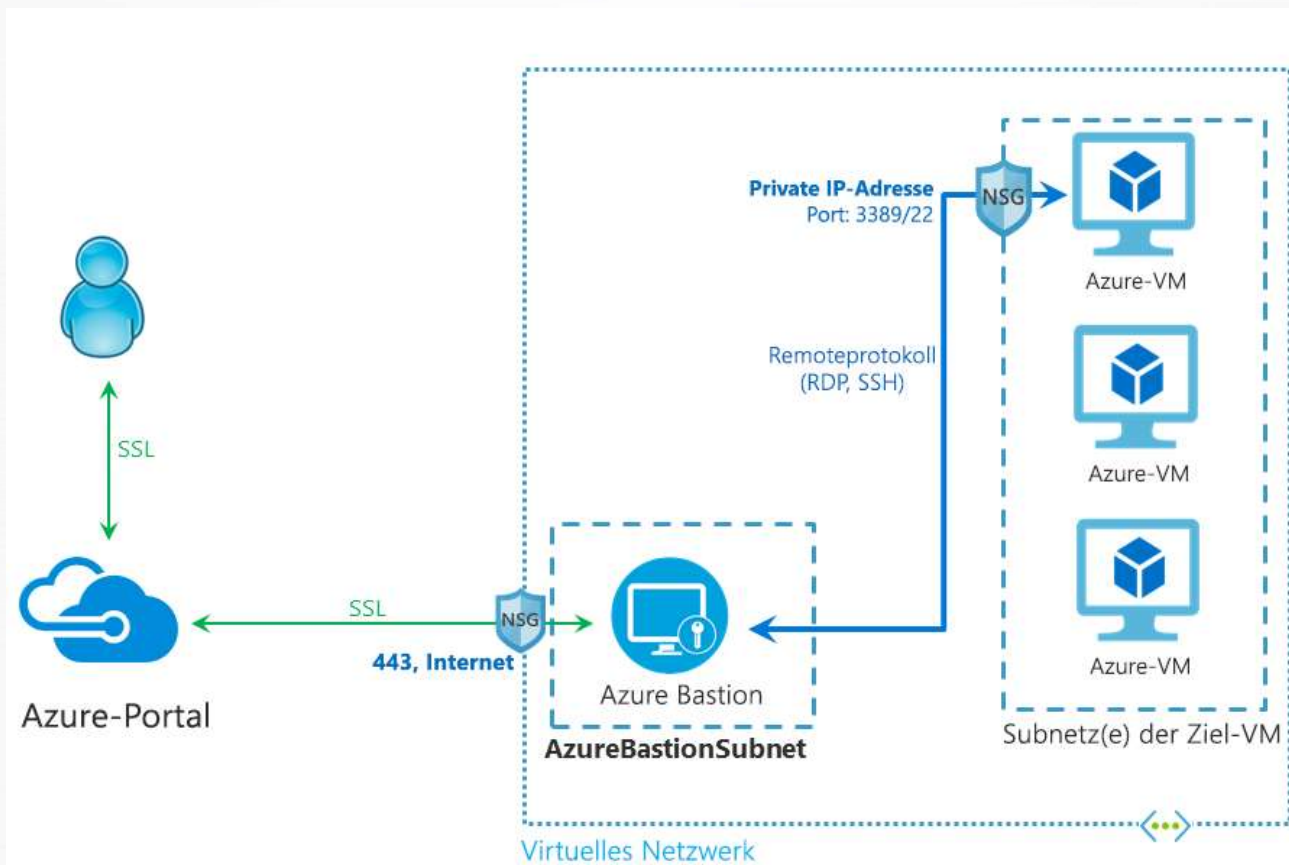 Private IP-Adresse
Port: 3389/22
NSG
Azure-VM
Remoteprotokoll
(RDP, SSH)
Azure-VM
SSL
SSL
NSG
443, Internet
Azure Bastion
Azure-VM
Azure-Portal
AzureBastionSubnet
Subnetz(e) der Ziel-VM
Virtuelles Netzwerk